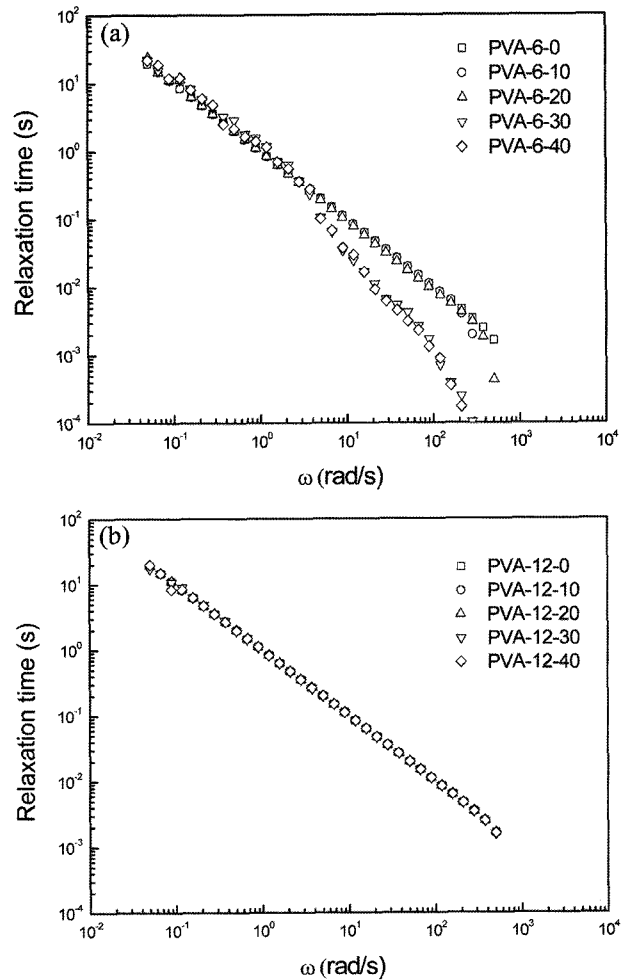 (a)
PVA-6-0
PVA-6-10
PVA-6-20
PVA-6-30
PVA-6-40
Relaxation time (s)
10²
10¹
10⁰
10⁻¹
10⁻²
10⁻³
10⁻⁴
10⁻² 10⁻¹ 10⁰ 10¹ 10² 10³ 10⁴
ω (rad/s)
(b)
PVA-12-0
PVA-12-10
PVA-12-20
PVA-12-30
PVA-12-40
Relaxation time (s)
10²
10¹
10⁰
10⁻¹
10⁻²
10⁻³
10⁻⁴
10⁻² 10⁻¹ 10⁰ 10¹ 10² 10³ 10⁴
ω (rad/s)